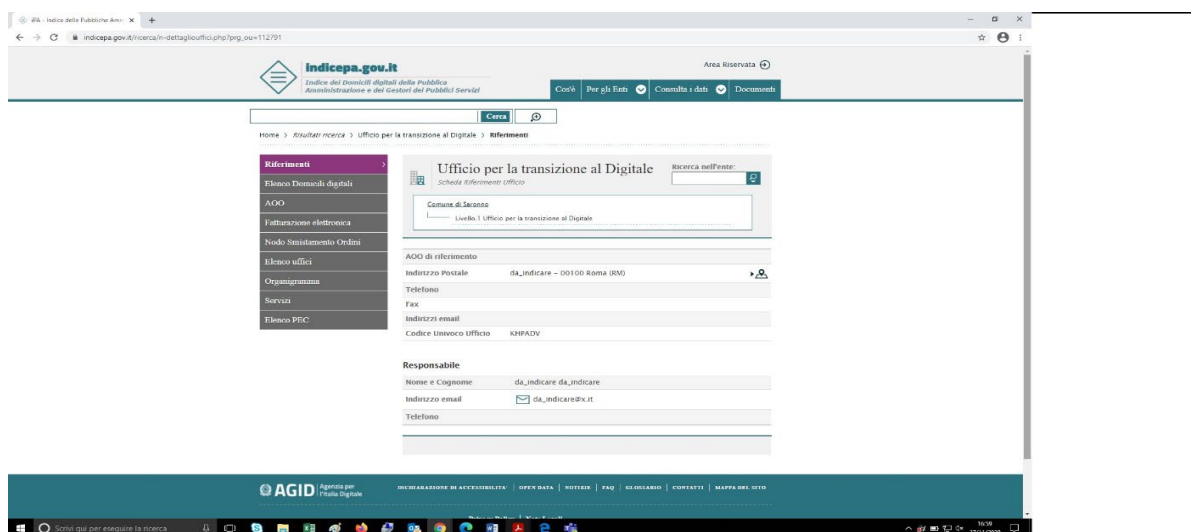 iPA - Indice delle Pubbliche Amm
indicepa.gov.it/ricerca/n-dettagliouffici.php?prg_ou=112791
indicepa.gov.it
Area Riservata
Indice dei Domicili digitali della Pubblica
Amministrazione e dei Gestori dei Pubblici Servizi
Cos'è Per gli Enti Consulta i dati Documenti
Cerca
Home > Risultati ricerca > Ufficio per la transizione al Digitale > Riferimenti
Riferimenti
Elenco Domicili digitali
AOO
Fatturazione elettronica
Nodo Smistamento Ordini
Elenco uffici
Organigramma
Servizi
Elenco PEC
Ufficio per la transizione al Digitale
Scheda Riferimenti Ufficio
Ricerca nell'ente:
Comune di Saronno
Livello.1 Ufficio per la transizione al Digitale
AOO di riferimento
Indirizzo Postale da_indicare - 00100 Roma (RM)
Telefono
Fax
Indirizzi email
Codice Univoco Ufficio KHPADV
Responsabile
Nome e Cognome da_indicare da_indicare
Indirizzo email da_indicare@x.it
Telefono
AGID Agenzia per l'Italia Digitale
DICHIARAZIONE DI ACCESSIBILITA' | OPEN DATA | NOTIZIE | FAQ | GLOSSARIO | CONTATTI | MAPPA DEL SITO
Scrivi qui per eseguire la ricerca
16:59